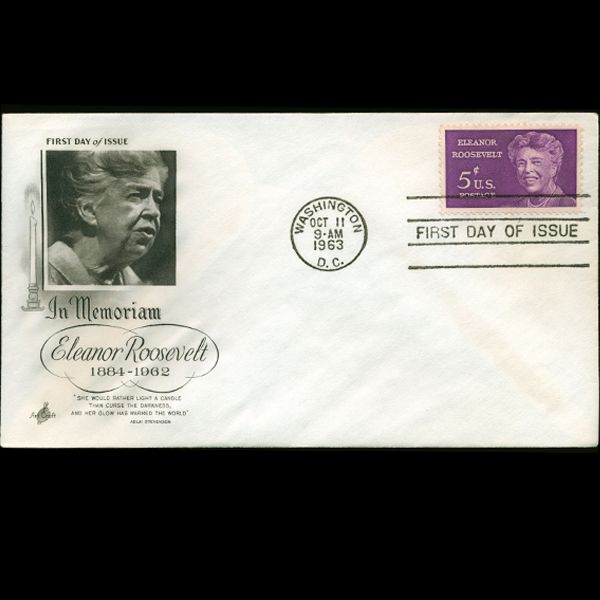 FIRST DAY of ISSUE
In Memoriam
Eleanor Roosevelt
1884-1962
"SHE WOULD RATHER LIGHT A CANDLE
THAN CURSE THE DARKNESS,
AND HER GLOW HAS WARMED THE WORLD"
ADLAI STEVENSON
Art Craft
WASHINGTON
OCT 11
9-AM
1963
D. C.
ELEANOR
ROOSEVELT
5¢
U.S.
POSTAGE
FIRST DAY OF ISSUE